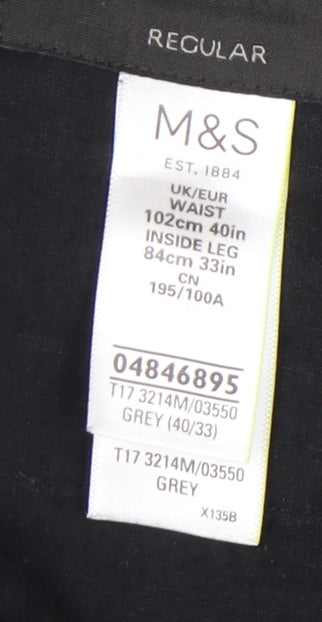 REGULAR
M&S
EST. 1884
UK/EUR
WAIST
102cm 40in
INSIDE LEG
84cm 33in
CN
195/100A
04846895
T17 3214M/03550
GREY (40/33)
T17 3214M/03550
GREY
X135B